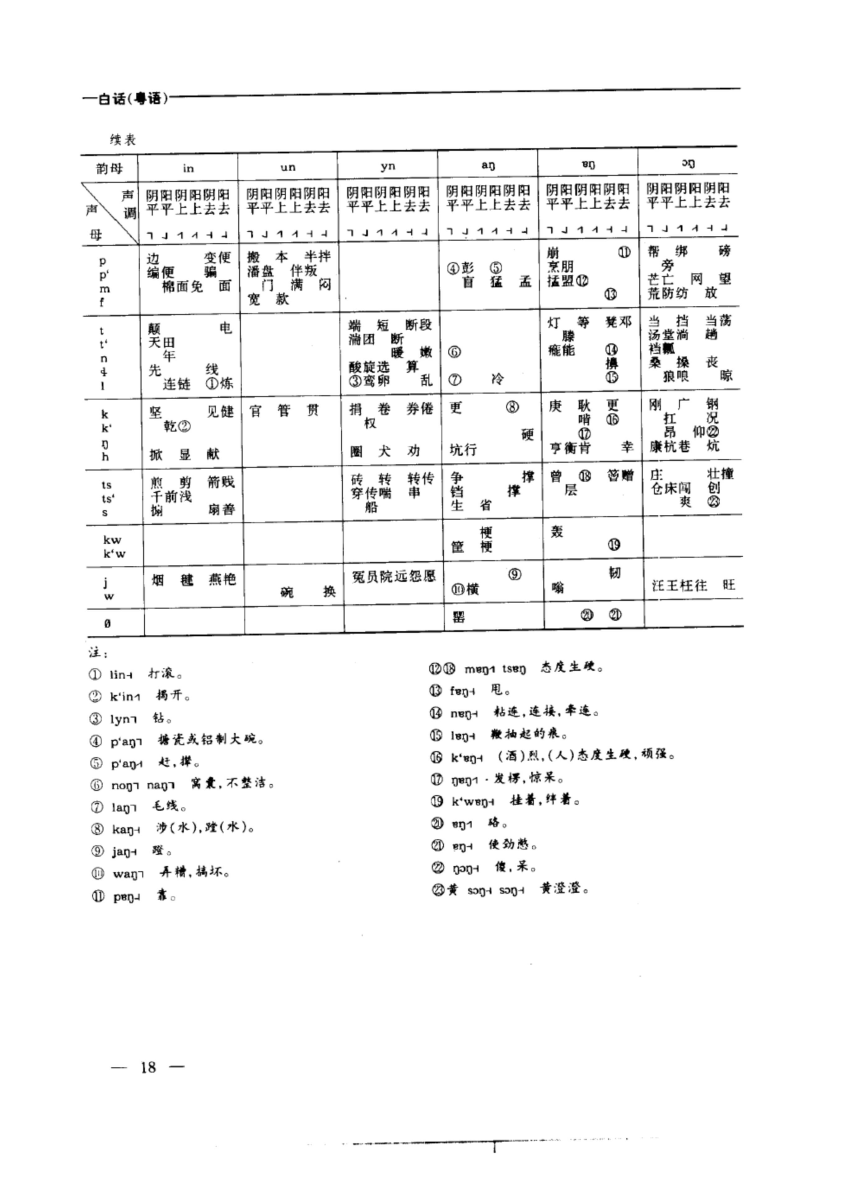 白话(粤语)
续表
韵母 in un yn aŋ ɐŋ ɔŋ
声调 阴阳阴阳阴阳 阴阳阴阳阴阳 阴阳阴阳阴阳 阴阳阴阳阴阳 阴阳阴阳阴阳 阴阳阴阳阴阳
声母 平平上上去去 平平上上去去 平平上上去去 平平上上去去 平平上上去去 平平上上去去
p 边 变便 搬 本 半拌 崩 ⑪ 帮 绑 磅
p‘ 编便 骗 潘盘 伴叛 ④彭 ⑤ 烹朋 旁
m 棉面免 面 门 满 闷 盲 猛 孟 猛盟⑫ 芒亡 网 望
f 宽 款 ⑬ 荒防纺 放
t 颠 电 端 短 断段 灯 等 凳邓 当 挡 当荡
t‘ 天田 湍团 断 滕 汤堂淌 趟
n 年 暖 嫩 ⑥ 能 ⑭
ɬ 先 线 酸旋选 算 桑 操 丧
l 连链 ①炼 ③鸾卵 乱 ⑦ 冷 ⑮ 狼 晾
k 坚 见健 官 管 贯 捐 卷 券倦 更 ⑧ 庚 耿 更 刚 广 钢
k‘ 乾② 权 啃 ⑯ 扛 况
ŋ 硬 ⑰ 昂 仰㉒
h 掀 显 献 圈 犬 劝 坑行 亨衡肯 幸 康杭巷 炕
ts 煎 剪 箭贱 砖 转 转传 争 撑 曾 ⑱ 赠 庄 壮撞
ts‘ 千前浅 穿传喘 串 铛 撑 层 仓床闯 创
s 扇善 船 生 省 爽 ㉓
kw 梗 轰
k‘w 筐 梗 ⑲
j 烟 燕艳 冤员院远怨愿 ⑨ 韧
w 碗 换 ⑩横 嗡 汪王枉往 旺
ø 罂 ⑳ ㉑
注：
① lin˧ 打滚。
② k‘in˦ 揭开。
③ lyn˥ 钻。
④ p‘aŋ˥ 搪瓷或铝制大碗。
⑤ p‘aŋ 赶,撵。
⑥ noŋ˥ naŋ˥ 窝囊,不整洁。
⑦ laŋ˥ 毛线。
⑧ kaŋ˧ 涉(水),蹚(水)。
⑨ jaŋ˧ 蹬。
⑩ waŋ˥ 弄糟,搞坏。
⑪ pɐŋ˨ 靠。
⑫⑱ mɐŋ tsɐŋ 态度生硬。
⑬ fɐŋ˧ 甩。
⑭ nɐŋ˧ 粘连,连接,牵连。
⑮ lɐŋ˧ 鞭抽起的痕。
⑯ k‘ɐŋ˧ (酒)烈,(人)态度生硬,顽强。
⑰ ŋɐŋ 发楞,惊呆。
⑲ k‘wɐŋ˧ 挂着,绊着。
⑳ ɐŋ 硌。
㉑ ɐŋ˧ 使劲憋。
㉒ ŋɔŋ˧ 傻,呆。
㉓黄 sɔŋ˧ sɔŋ˧ 黄澄澄。
— 18 —